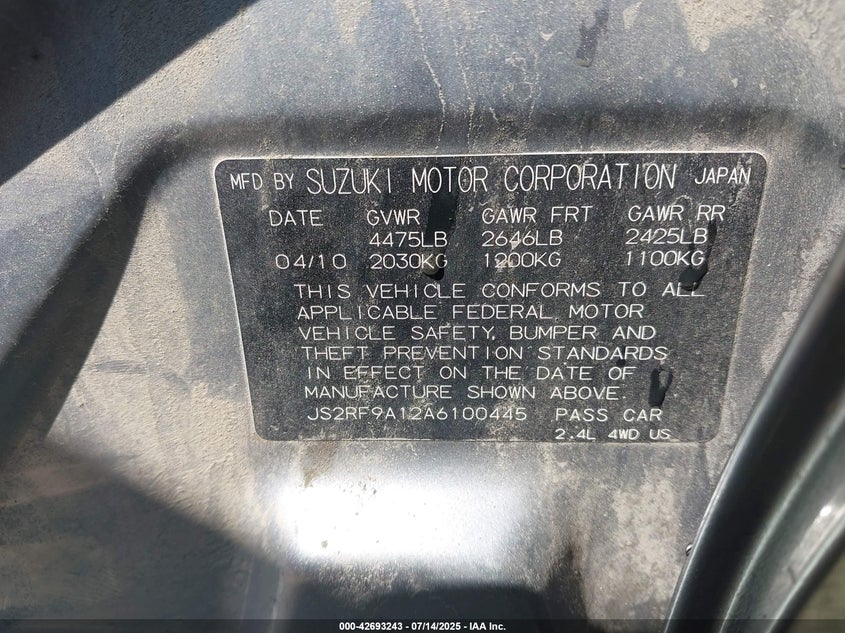 MFD BY SUZUKI MOTOR CORPORATION JAPAN
DATE GVWR GAWR FRT GAWR RR
4475LB 2646LB 2425LB
04/10 2030KG 1200KG 1100KG
THIS VEHICLE CONFORMS TO ALL
APPLICABLE FEDERAL MOTOR
VEHICLE SAFETY, BUMPER AND
THEFT PREVENTION STANDARDS
IN EFFECT ON THE DATE OF
MANUFACTURE SHOWN ABOVE.
JS2RF9A12A6100445 PASS CAR
2.4L 4WD US
000-42693243 - 07/14/2025 - IAA Inc.